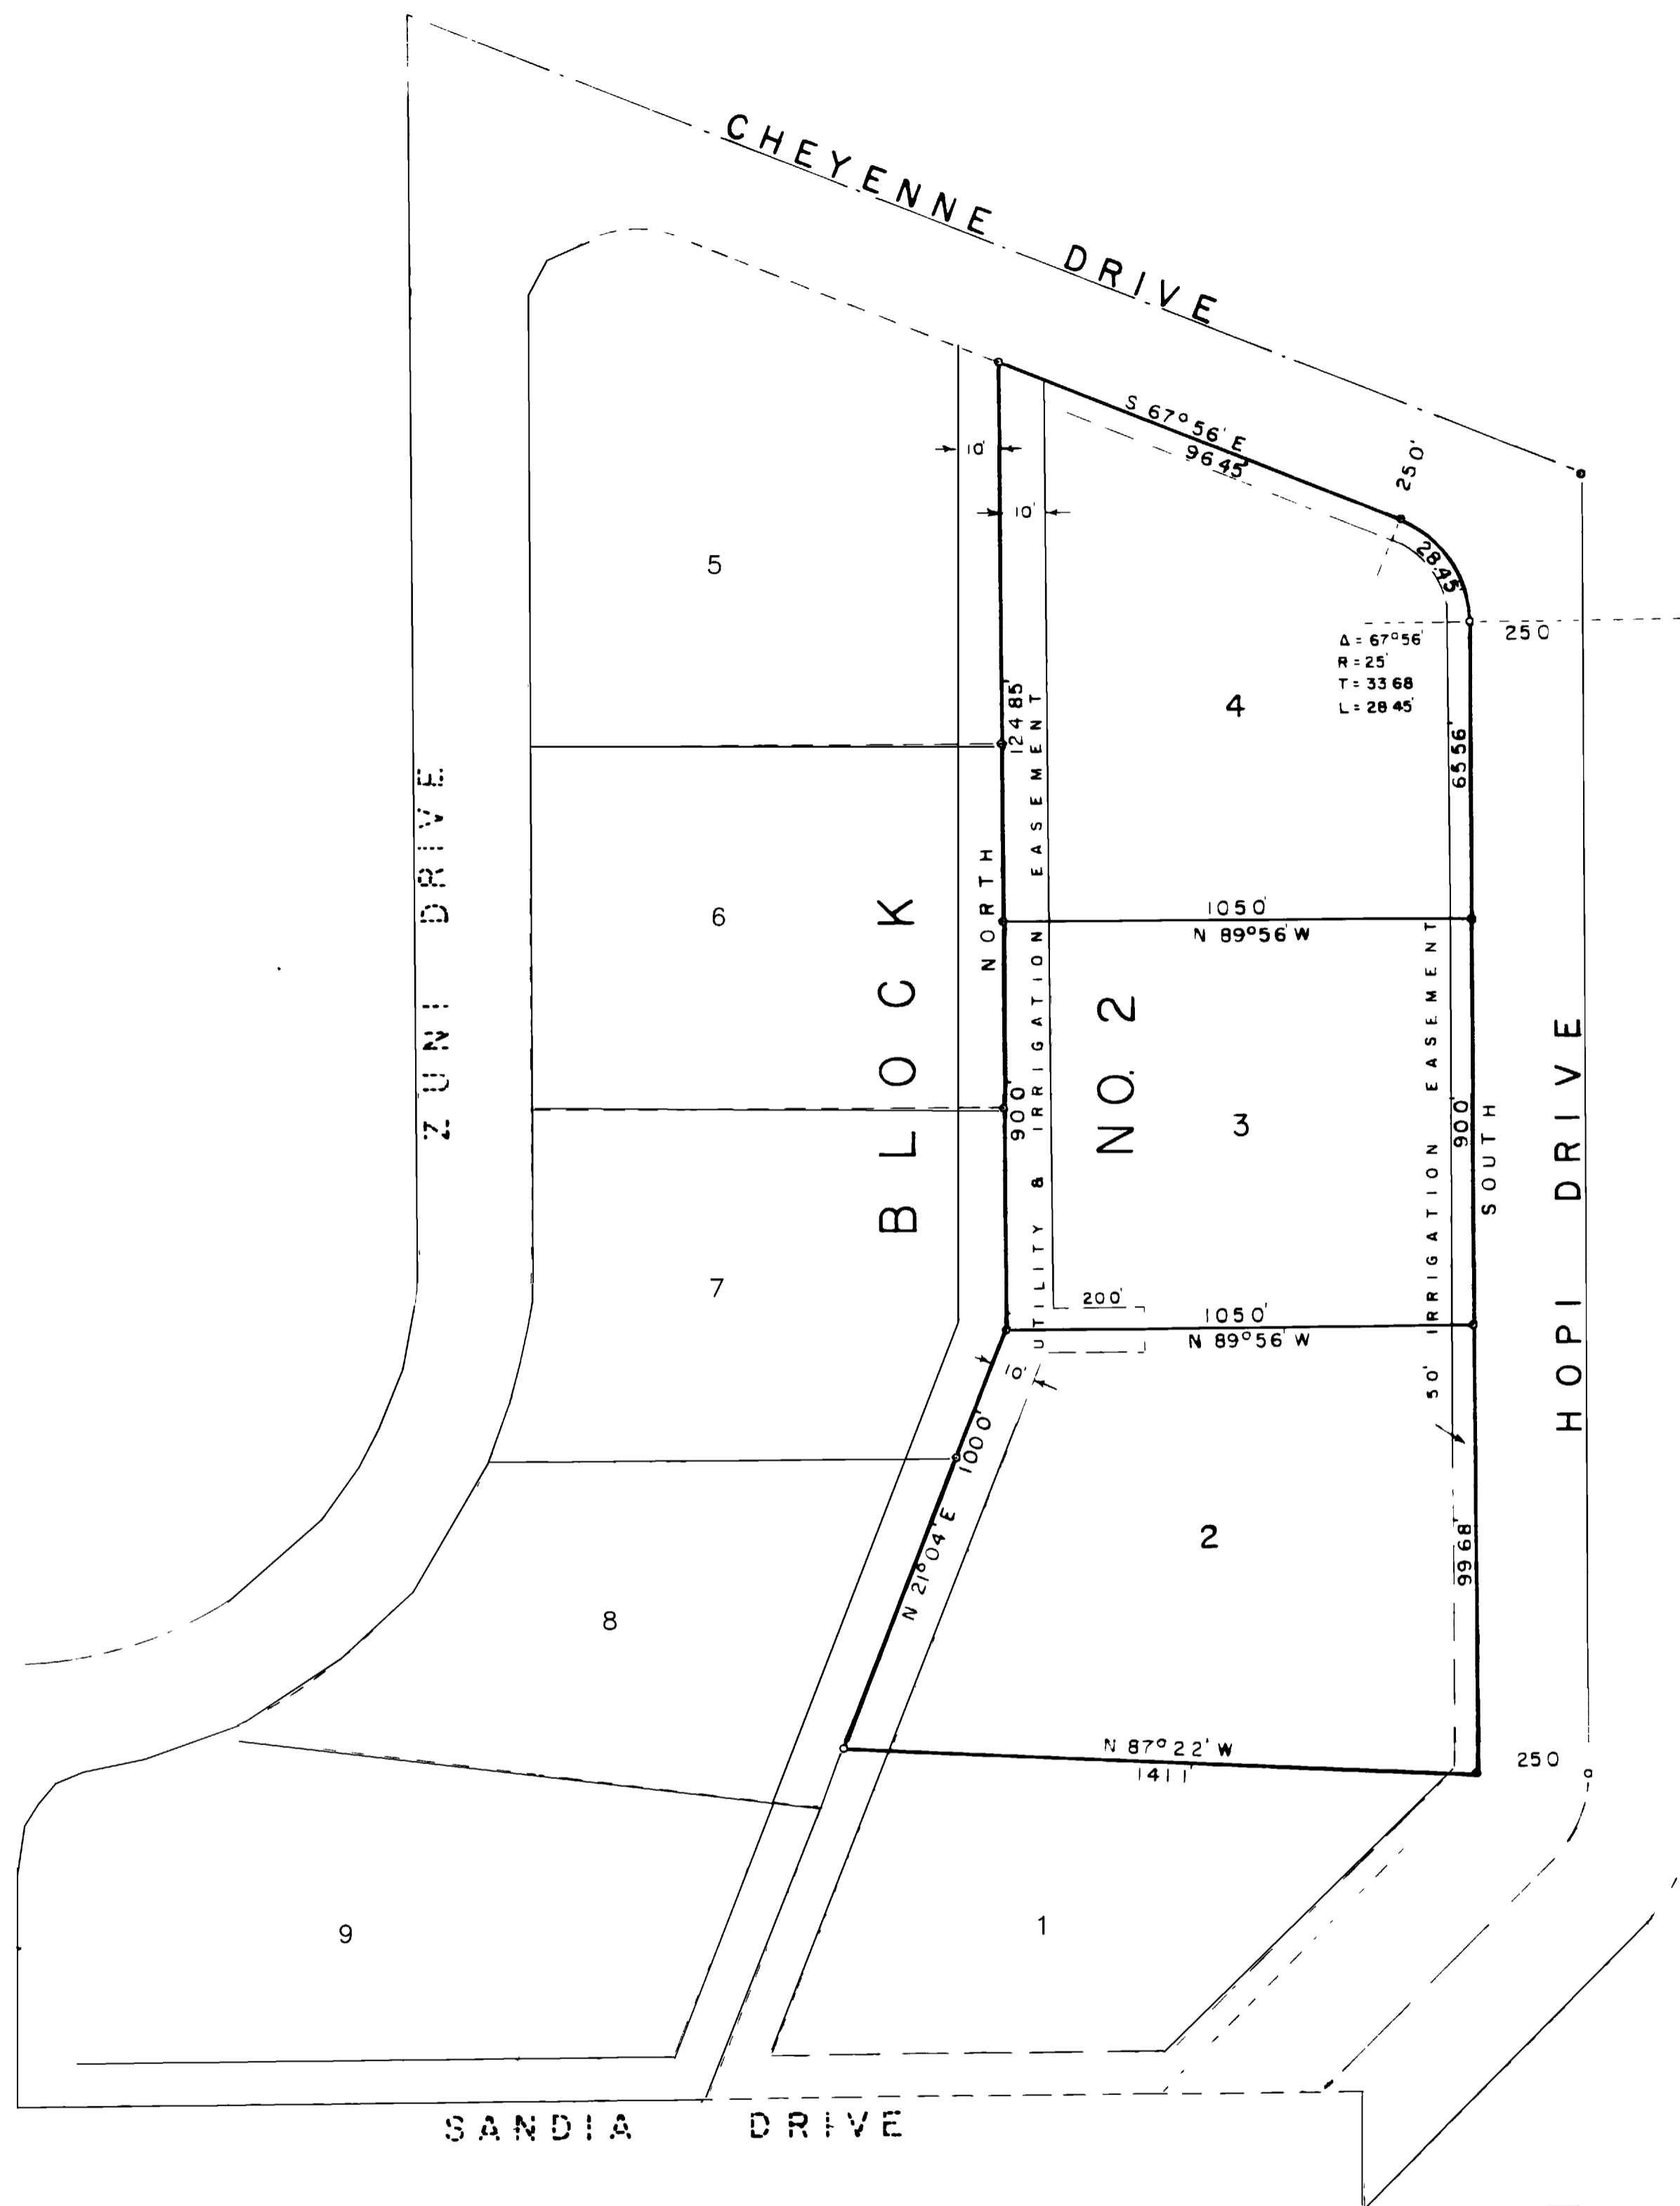 CHEYENNE DRIVE
S 67° 56' E
96 45'
25 0'
10'
10'
28.45'
250
Δ = 67° 56'
R = 25'
T = 33 68
L = 28 45'
5
4
124 85'
65 56'
ZUNI DRIVE
6
BLOCK
NO. 2
NORTH
UTILITY & IRRIGATION EASEMENT
105 0'
N 89° 56' W
IRRIGATION EASEMENT
90 0'
3
90 0'
SOUTH
HOPI DRIVE
7
20 0'
105 0'
N 89° 56' W
10'
5 0'
100 0'
N 21° 04' E
2
99 68'
8
N 87° 22' W
141 1'
25 0
9
1
SANDIA DRIVE